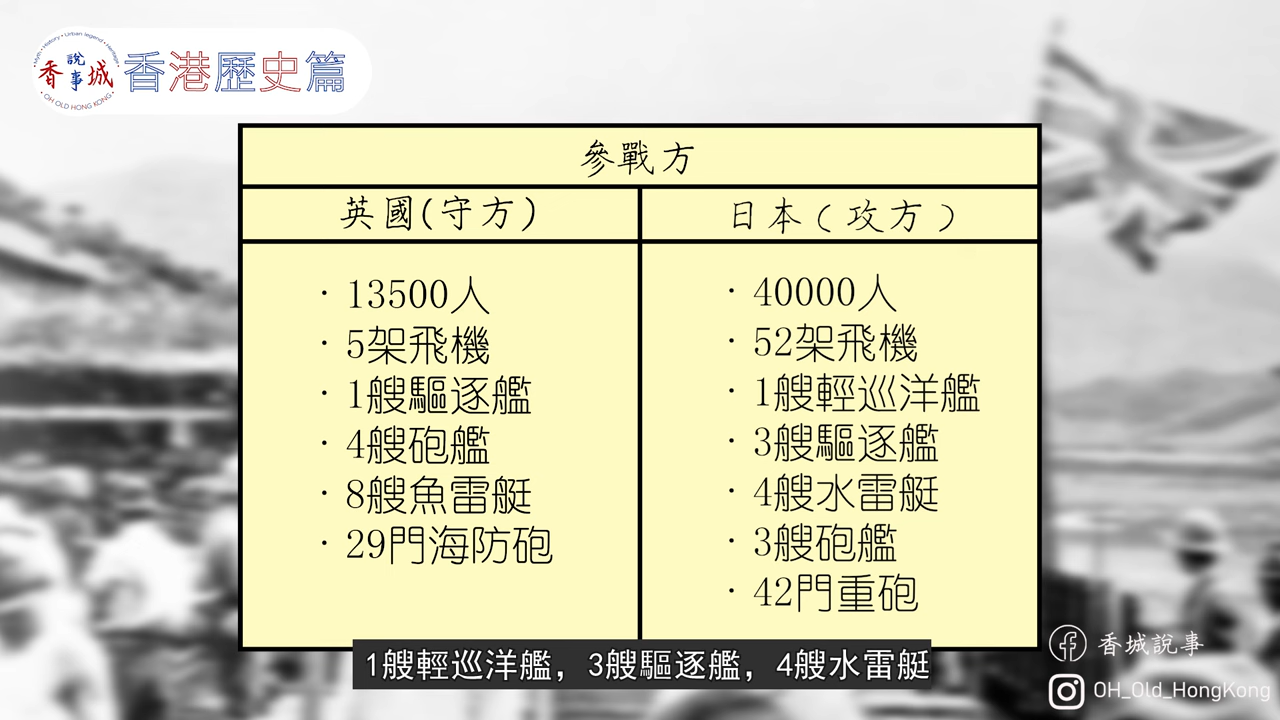 Myth • History • Urban legend • Heritage
香城說事
• OH OLD HONG KONG •
香港歷史篇
參戰方
英國(守方)
日本(攻方)
· 13500人
· 5架飛機
· 1艘驅逐艦
· 4艘砲艦
· 8艘魚雷艇
· 29門海防砲
· 40000人
· 52架飛機
· 1艘輕巡洋艦
· 3艘驅逐艦
· 4艘水雷艇
· 3艘砲艦
· 42門重砲
1艘輕巡洋艦，3艘驅逐艦，4艘水雷艇
香城說事
OH_Old_HongKong